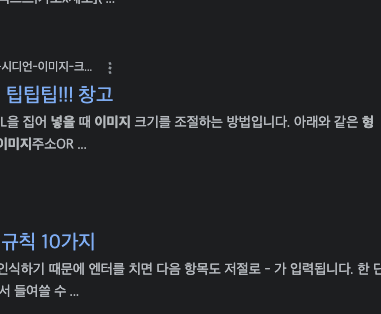 -시디언-이미지-크...
팁팁팁!!! 창고
L을 집어 넣을 때 이미지 크기를 조절하는 방법입니다. 아래와 같은 형
이미지주소OR ...
규칙 10가지
인식하기 때문에 엔터를 치면 다음 항목도 저절로 - 가 입력됩니다. 한 단
서 들여쓸 수 ...